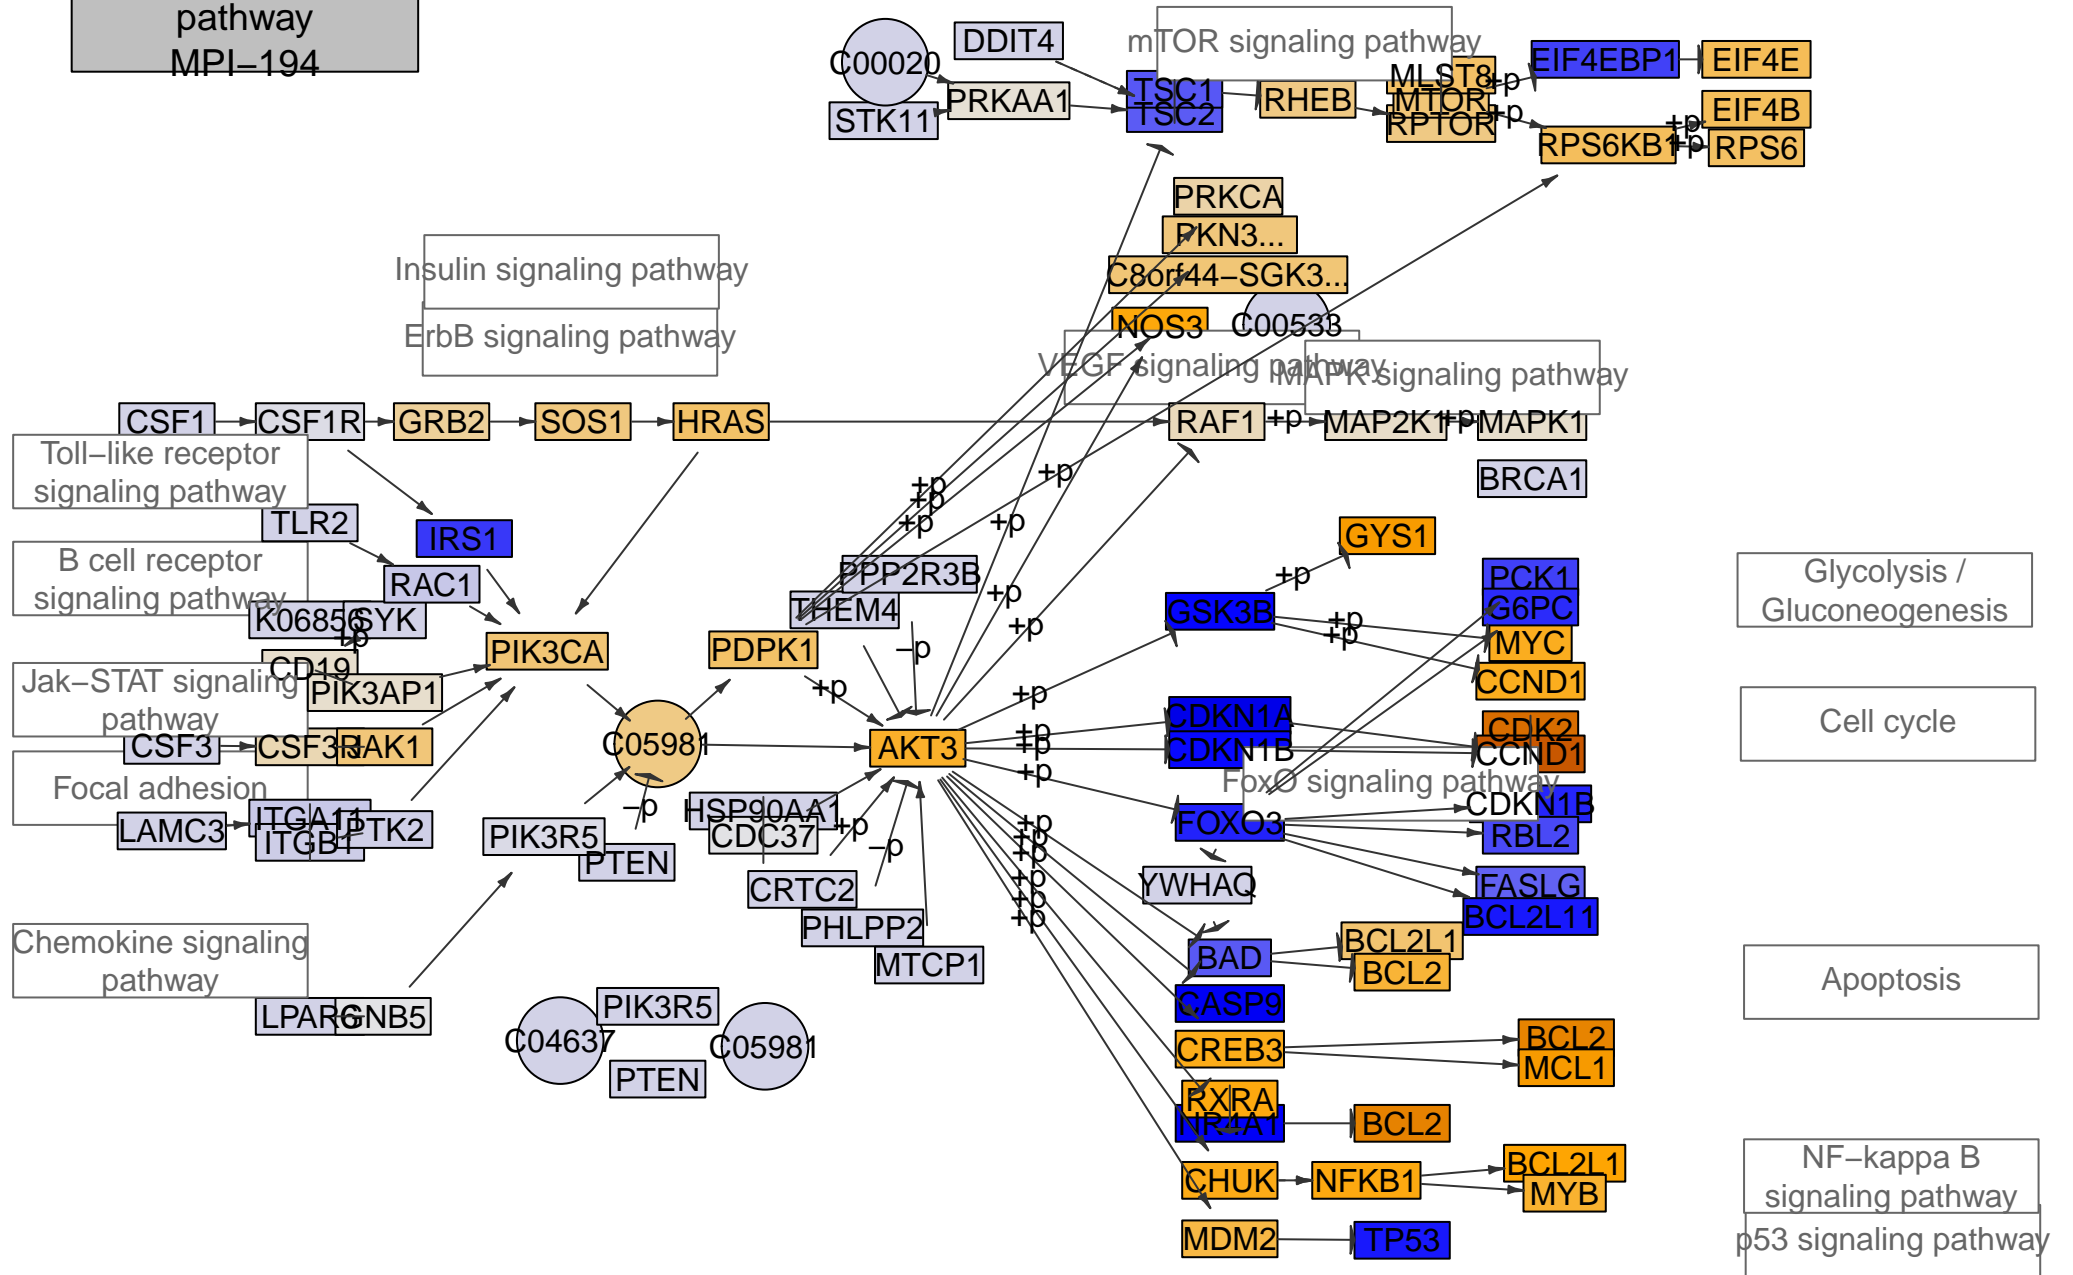 pathway
MPI−194
C00020
DDIT4
STK11
PRKAA1
mTOR signaling pathway
TSC1
TSC2
RHEB
MLST8
MTOR
RPTOR
+p
+p
EIF4EBP1
EIF4E
EIF4B
RPS6KB1
+p
+p
RPS6
PRKCA
PKN3...
C8orf44−SGK3...
NOS3
C00533
Insulin signaling pathway
ErbB signaling pathway
VEGF signaling pathway
MAPK signaling pathway
CSF1
CSF1R
GRB2
SOS1
HRAS
RAF1
+p
MAP2K1
+p
MAPK1
BRCA1
Toll−like receptor
signaling pathway
TLR2
IRS1
RAC1
B cell receptor
signaling pathway
K06856
SYK
+p
CD19
PIK3AP1
PIK3CA
Jak−STAT signaling
pathway
CSF3
CSF3R
JAK1
Focal adhesion
LAMC3
ITGA11
ITGB1
PTK2
Chemokine signaling
pathway
LPAR6
GNB5
C05981
PDPK1
THEM4
PPP2R3B
+p
−p
AKT3
+p
+p
+p
+p
+p
+p
+p
PIK3R5
PTEN
−p
HSP90AA1
CDC37
+p
−p
CRTC2
PHLPP2
MTCP1
C04637
PIK3R5
C05981
PTEN
+p
+p
+p
+p
+p
+p
+p
+p
+p
+p
GSK3B
+p
GYS1
+p
+p
PCK1
G6PC
MYC
CCND1
CDKN1A
CDKN1B
CDK2
CCND1
FoxO signaling pathway
FOXO3
CDKN1B
RBL2
FASLG
BCL2L11
YWHAQ
BAD
BCL2L1
BCL2
CASP9
CREB3
BCL2
MCL1
RXRA
NR4A1
BCL2
CHUK
NFKB1
BCL2L1
MYB
MDM2
TP53
Glycolysis /
Gluconeogenesis
Cell cycle
Apoptosis
NF−kappa B
signaling pathway
p53 signaling pathway